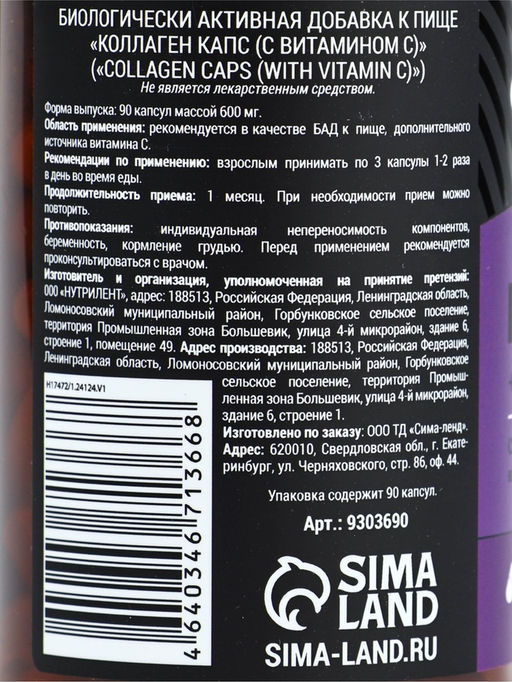 БИОЛОГИЧЕСКИ АКТИВНАЯ ДОБАВКА К ПИЩЕ
«КОЛЛАГЕН КАПС (С ВИТАМИНОМ С)»
(«COLLAGEN CAPS (WITH VITAMIN C)»)
Не является лекарственным средством.
Форма выпуска: 90 капсул массой 600 мг.
Область применения: рекомендуется в качестве БАД к пище, дополнительного
источника витамина С.
Рекомендации по применению: взрослым принимать по 3 капсулы 1-2 раза
в день во время еды.
Продолжительность приема: 1 месяц. При необходимости прием можно
повторить.
Противопоказания: индивидуальная непереносимость компонентов,
беременность, кормление грудью. Перед применением рекомендуется
проконсультироваться с врачом.
Изготовитель и организация, уполномоченная на принятие претензий:
ООО «НУТРИЛЕНТ», адрес: 188513, Российская Федерация, Ленинградская область,
Ломоносовский муниципальный район, Горбунковское сельское поселение,
территория Промышленная зона Большевик, улица 4-й микрорайон, здание 6,
строение 1, помещение 49. Адрес производства: 188513, Российская Федерация,
Ленинградская область, Ломоносовский муниципальный район, Горбунковское
сельское поселение, территория Промыш-
ленная зона Большевик, улица 4-й микрорайон,
здание 6, строение 1.
Изготовлено по заказу: ООО ТД «Сима-ленд».
Адрес: 620010, Свердловская обл., г. Екате-
ринбург, ул. Черняховского, стр. 86, оф. 44.
Упаковка содержит 90 капсул.
Арт.: 9303690
H17472/1.24124.V1
4 640346 713668
SIMA
LAND
SIMA-LAND.RU